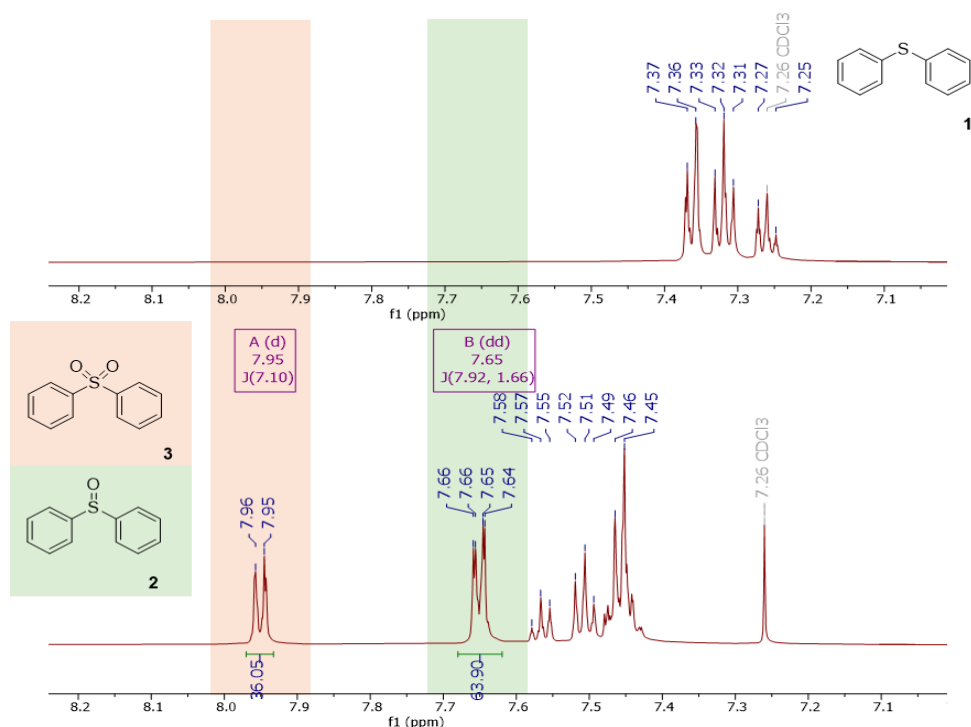 7.37
7.36
7.33
7.32
7.31
7.27
7.26 CDCl3
7.25
S
1
8.2 8.1 8.0 7.9 7.8 7.7 7.6 7.5 7.4 7.3 7.2 7.1
f1 (ppm)
O O
S
3
O
S
2
A (d)
7.95
J(7.10)
B (dd)
7.65
J(7.92, 1.66)
7.96
7.95
7.66
7.66
7.65
7.64
7.58
7.57
7.55
7.52
7.51
7.49
7.46
7.45
7.26 CDCl3
36.05
63.90
8.2 8.1 8.0 7.9 7.8 7.7 7.6 7.5 7.4 7.3 7.2 7.1
f1 (ppm)